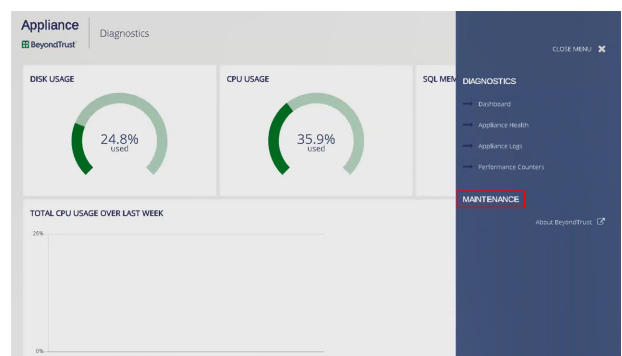 Appliance
BeyondTrust
Diagnostics
CLOSE MENU
DISK USAGE
24.8%
used
CPU USAGE
35.9%
used
SQL MEM
DIAGNOSTICS
Dashboard
Appliance Health
Appliance Logs
Performance Counters
MAINTENANCE
About BeyondTrust
TOTAL CPU USAGE OVER LAST WEEK
26%
0%